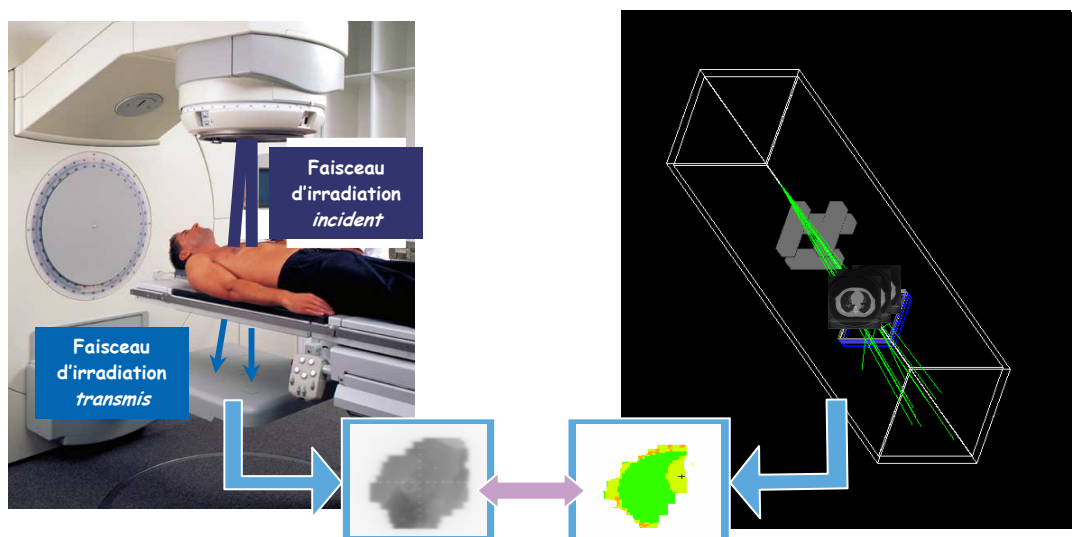 Faisceau
d'irradiation
incident
Faisceau
d'irradiation
transmis